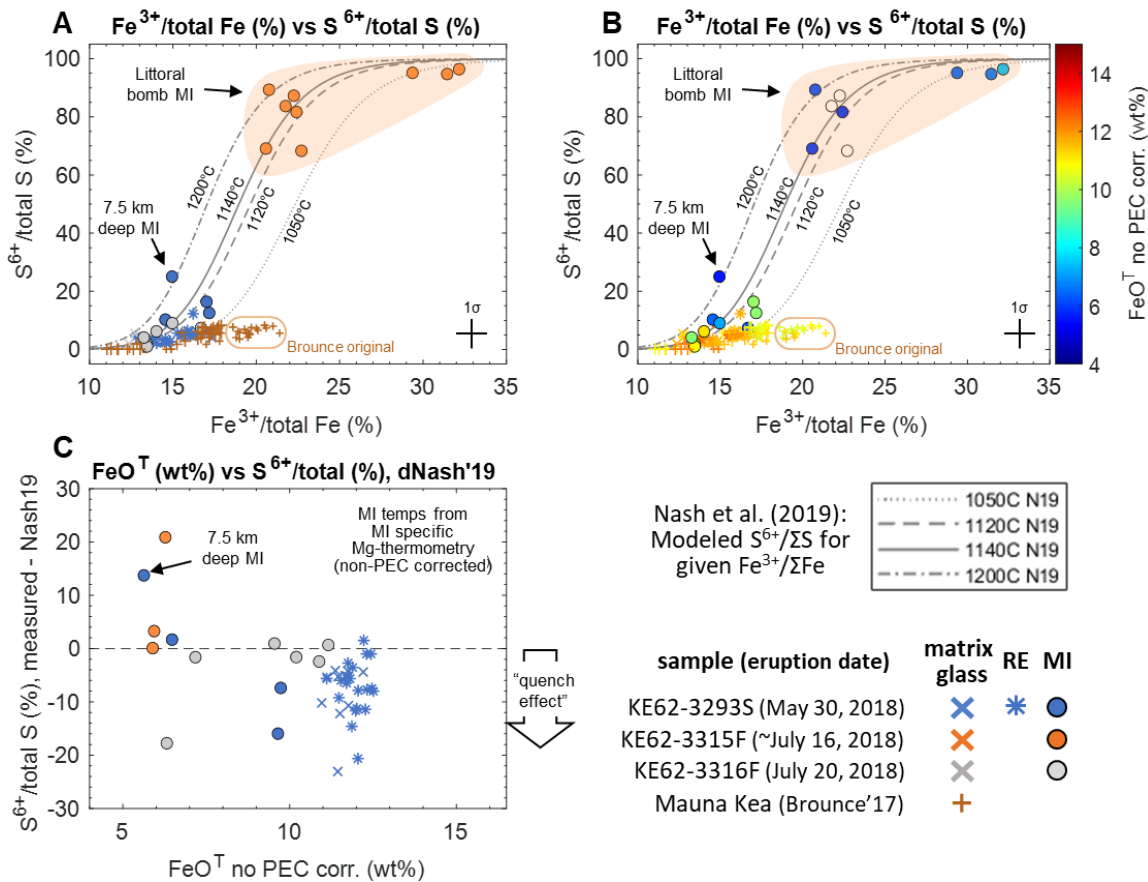 A
Fe3+/total Fe (%) vs S6+/total S (%)
S6+/total S (%)
100
80
60
40
20
0
10
15
20
25
30
35
Fe3+/total Fe (%)
Littoral
bomb MI
7.5 km
deep MI
1200°C
1140°C
1120°C
1050°C
1σ
Brounce original
B
Fe3+/total Fe (%) vs S6+/total S (%)
S6+/total S (%)
100
80
60
40
20
0
10
15
20
25
30
35
Fe3+/total Fe (%)
Littoral
bomb MI
7.5 km
deep MI
1200°C
1140°C
1120°C
1050°C
1σ
Brounce original
14
12
10
8
6
4
FeOT no PEC corr. (wt%)
C
FeOT (wt%) vs S6+/total (%), dNash'19
S6+/total S (%), measured - Nash19
30
20
10
0
-10
-20
-30
5
10
15
FeOT no PEC corr. (wt%)
7.5 km
deep MI
MI temps from
MI specific
Mg-thermometry
(non-PEC corrected)
“quench
effect”
Nash et al. (2019):
Modeled S6+/ΣS for
given Fe3+/ΣFe
1050C N19
1120C N19
1140C N19
1200C N19
sample (eruption date) matrix glass RE MI
KE62-3293S (May 30, 2018)
KE62-3315F (~July 16, 2018)
KE62-3316F (July 20, 2018)
Mauna Kea (Brounce’17)